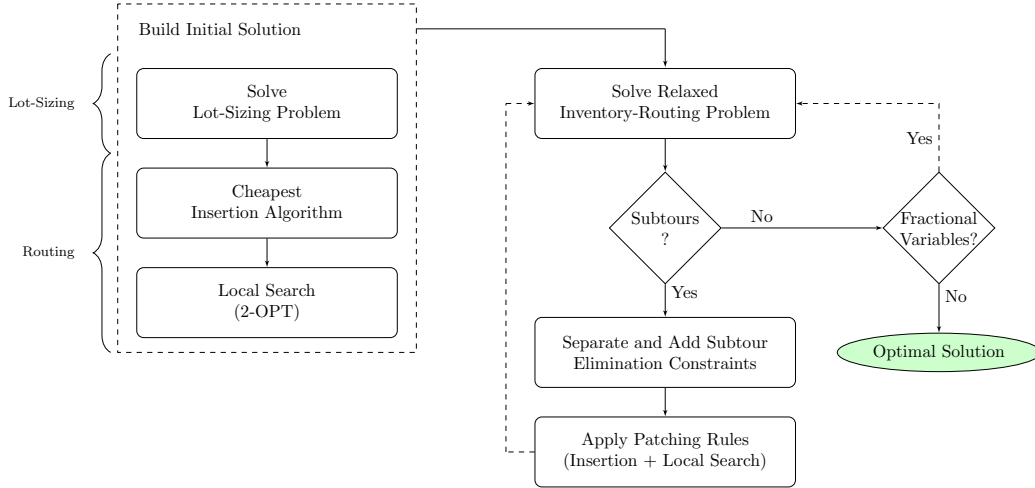 Build Initial Solution
Lot-Sizing
Solve
Lot-Sizing Problem
Routing
Cheapest
Insertion Algorithm
Local Search
(2-OPT)
Solve Relaxed
Inventory-Routing Problem
Yes
Subtours
?
No
Fractional
Variables?
Yes
No
Separate and Add Subtour
Elimination Constraints
Optimal Solution
Apply Patching Rules
(Insertion + Local Search)